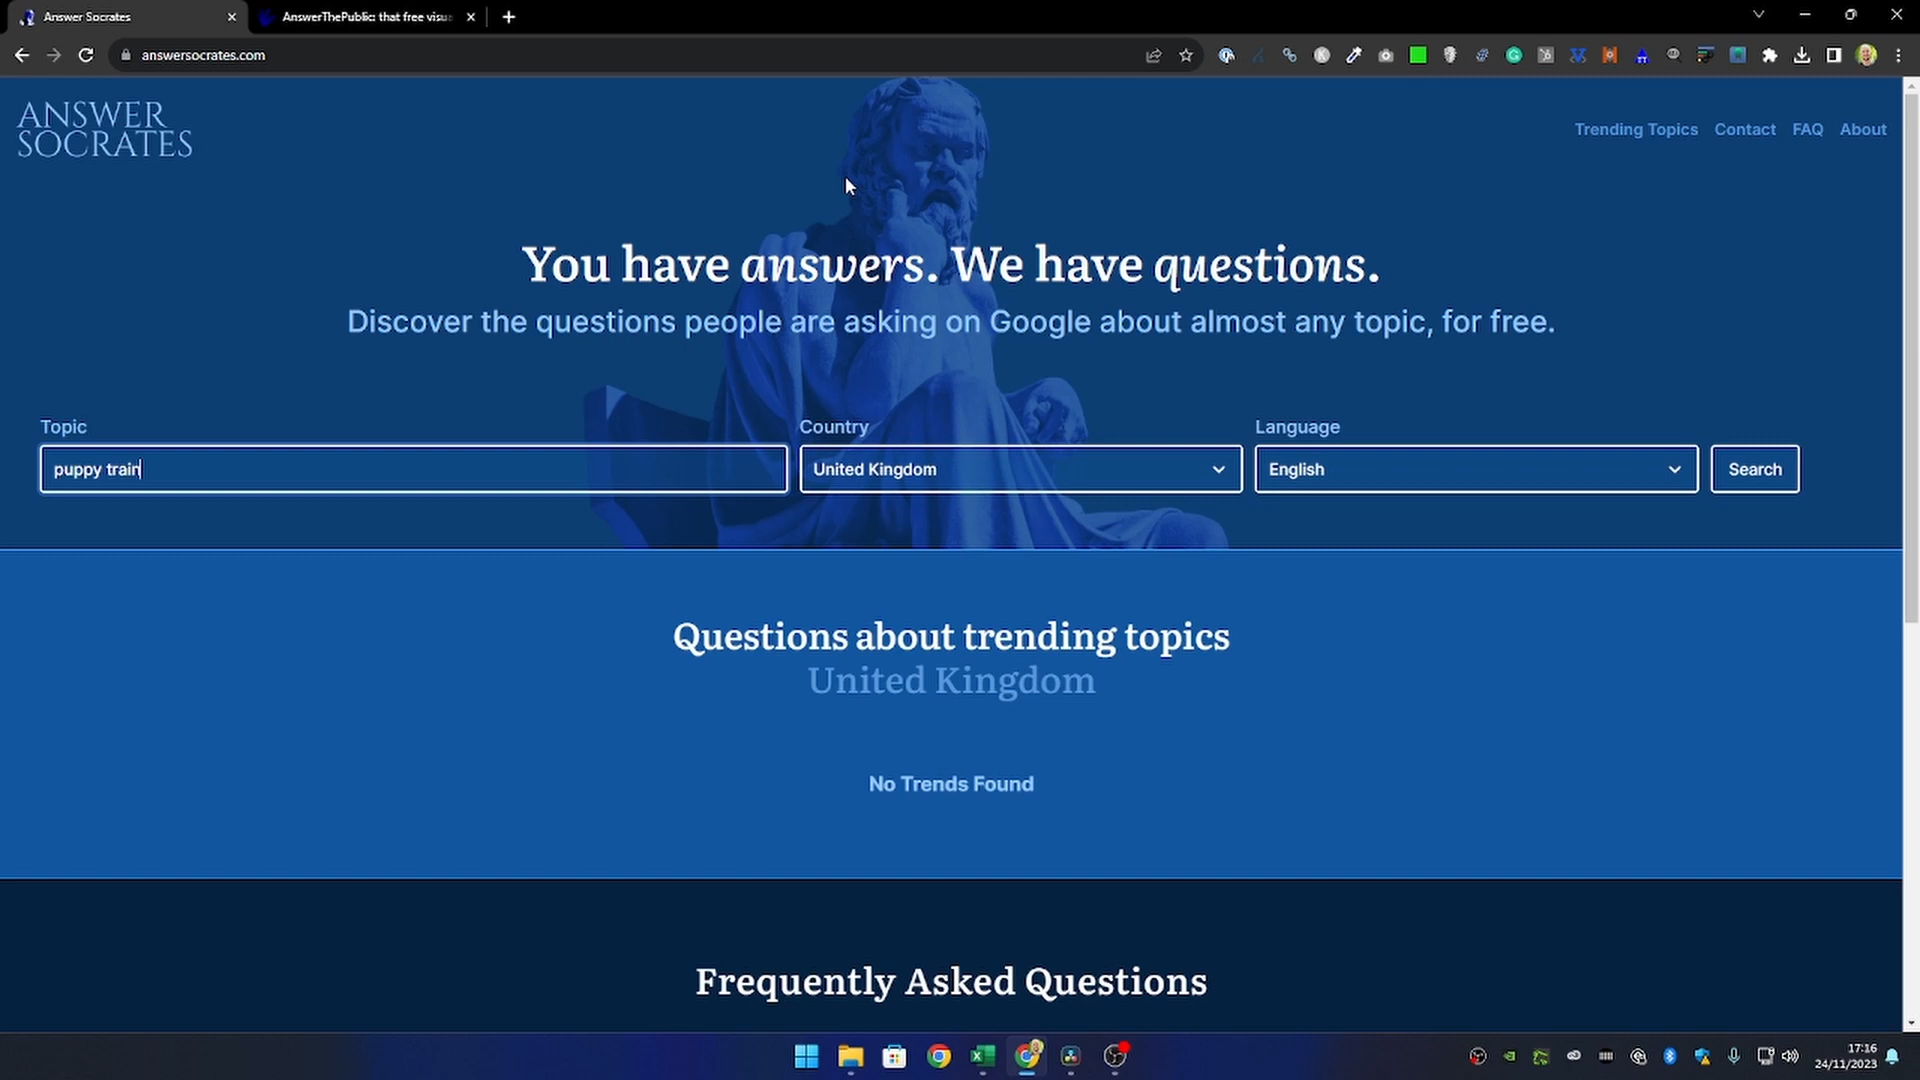 Answer Socrates
AnswerThePublic: that free visu
answersocrates.com
ANSWER
SOCRATES
Trending Topics Contact FAQ About
You have answers. We have questions.
Discover the questions people are asking on Google about almost any topic, for free.
Topic Country Language
puppy train United Kingdom English Search
Questions about trending topics
United Kingdom
No Trends Found
Frequently Asked Questions
17:16
24/11/2023